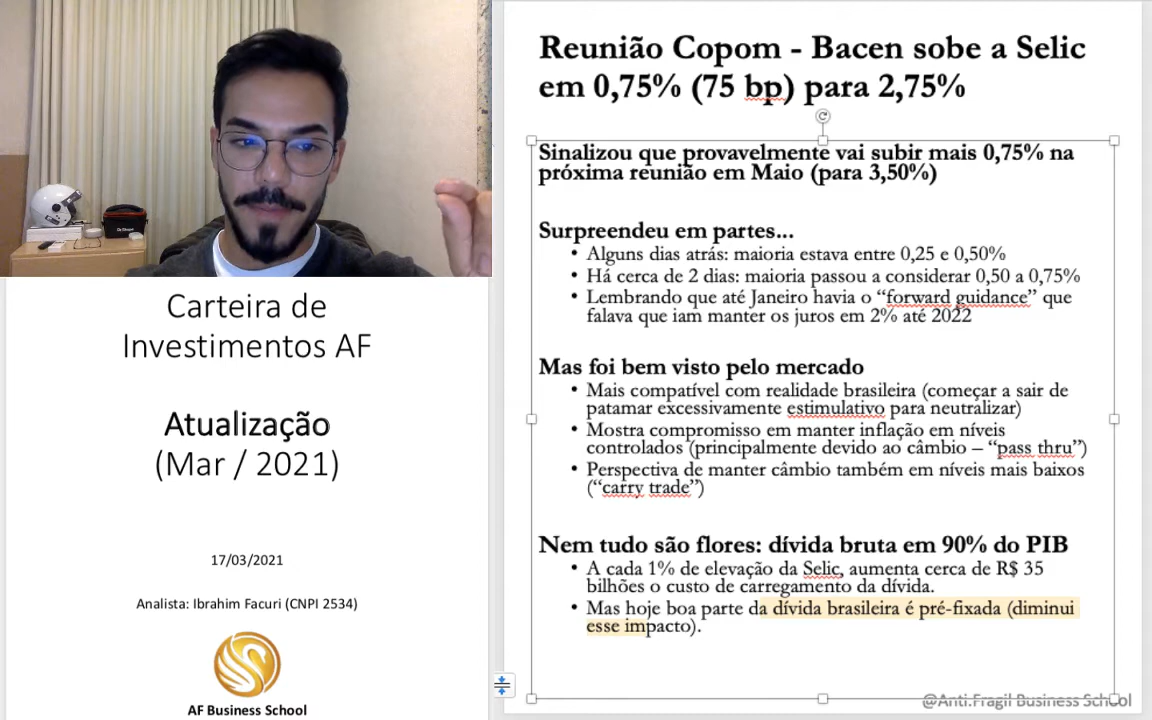 Carteira de
Investimentos AF
Atualização
(Mar / 2021)
17/03/2021
Analista: Ibrahim Facuri (CNPI 2534)
AF Business School
Reunião Copom - Bacen sobe a Selic
em 0,75% (75 bp) para 2,75%
Sinalizou que provavelmente vai subir mais 0,75% na
próxima reunião em Maio (para 3,50%)
Surpreendeu em partes...
• Alguns dias atrás: maioria estava entre 0,25 e 0,50%
• Há cerca de 2 dias: maioria passou a considerar 0,50 a 0,75%
• Lembrando que até Janeiro havia o “forward guidance” que
falava que iam manter os juros em 2% até 2022
Mas foi bem visto pelo mercado
• Mais compatível com realidade brasileira (começar a sair de
patamar excessivamente estimulativo para neutralizar)
• Mostra compromisso em manter inflação em níveis
controlados (principalmente devido ao câmbio – “pass thru”)
• Perspectiva de manter câmbio também em níveis mais baixos
(“carry trade”)
Nem tudo são flores: dívida bruta em 90% do PIB
• A cada 1% de elevação da Selic, aumenta cerca de R$ 35
bilhões o custo de carregamento da dívida.
• Mas hoje boa parte da dívida brasileira é pré-fixada (diminui
esse impacto).
@Anti.Fragil Business School